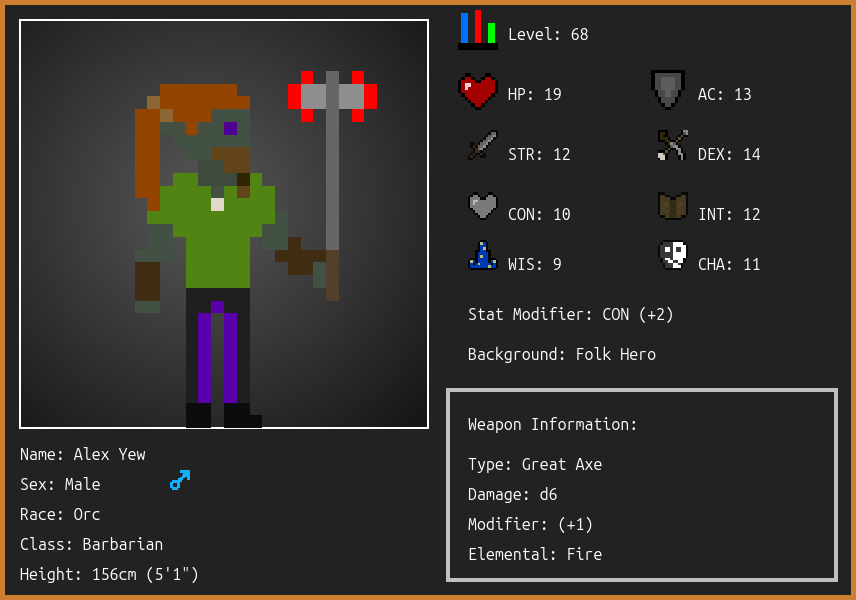 Level: 68
HP: 19
AC: 13
STR: 12
DEX: 14
CON: 10
INT: 12
WIS: 9
CHA: 11
Stat Modifier: CON (+2)
Background: Folk Hero
Name: Alex Yew
Sex: Male
Race: Orc
Class: Barbarian
Height: 156cm (5'1")
Weapon Information:
Type: Great Axe
Damage: d6
Modifier: (+1)
Elemental: Fire